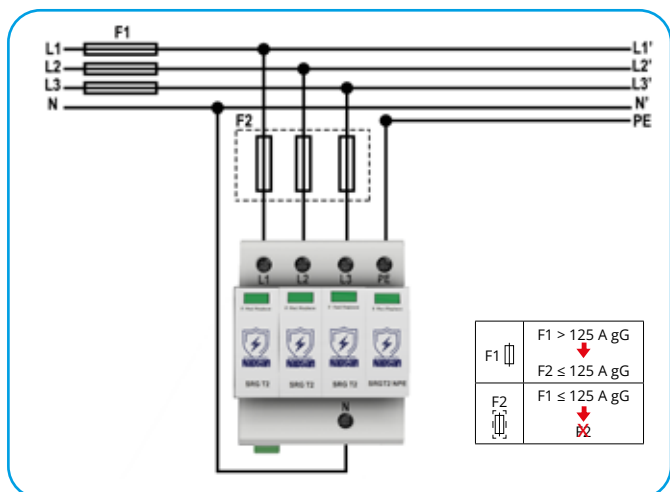 F1
L1 L1'
L2 L2'
L3 L3'
N N'
F2 PE
L1 L2 L3 PE
SRG T2 SRG T2 SRG T2 SRGT2 NPE
N
F1 F1 > 125 A gG
F2 ≤ 125 A gG
F2 F1 ≤ 125 A gG
F2